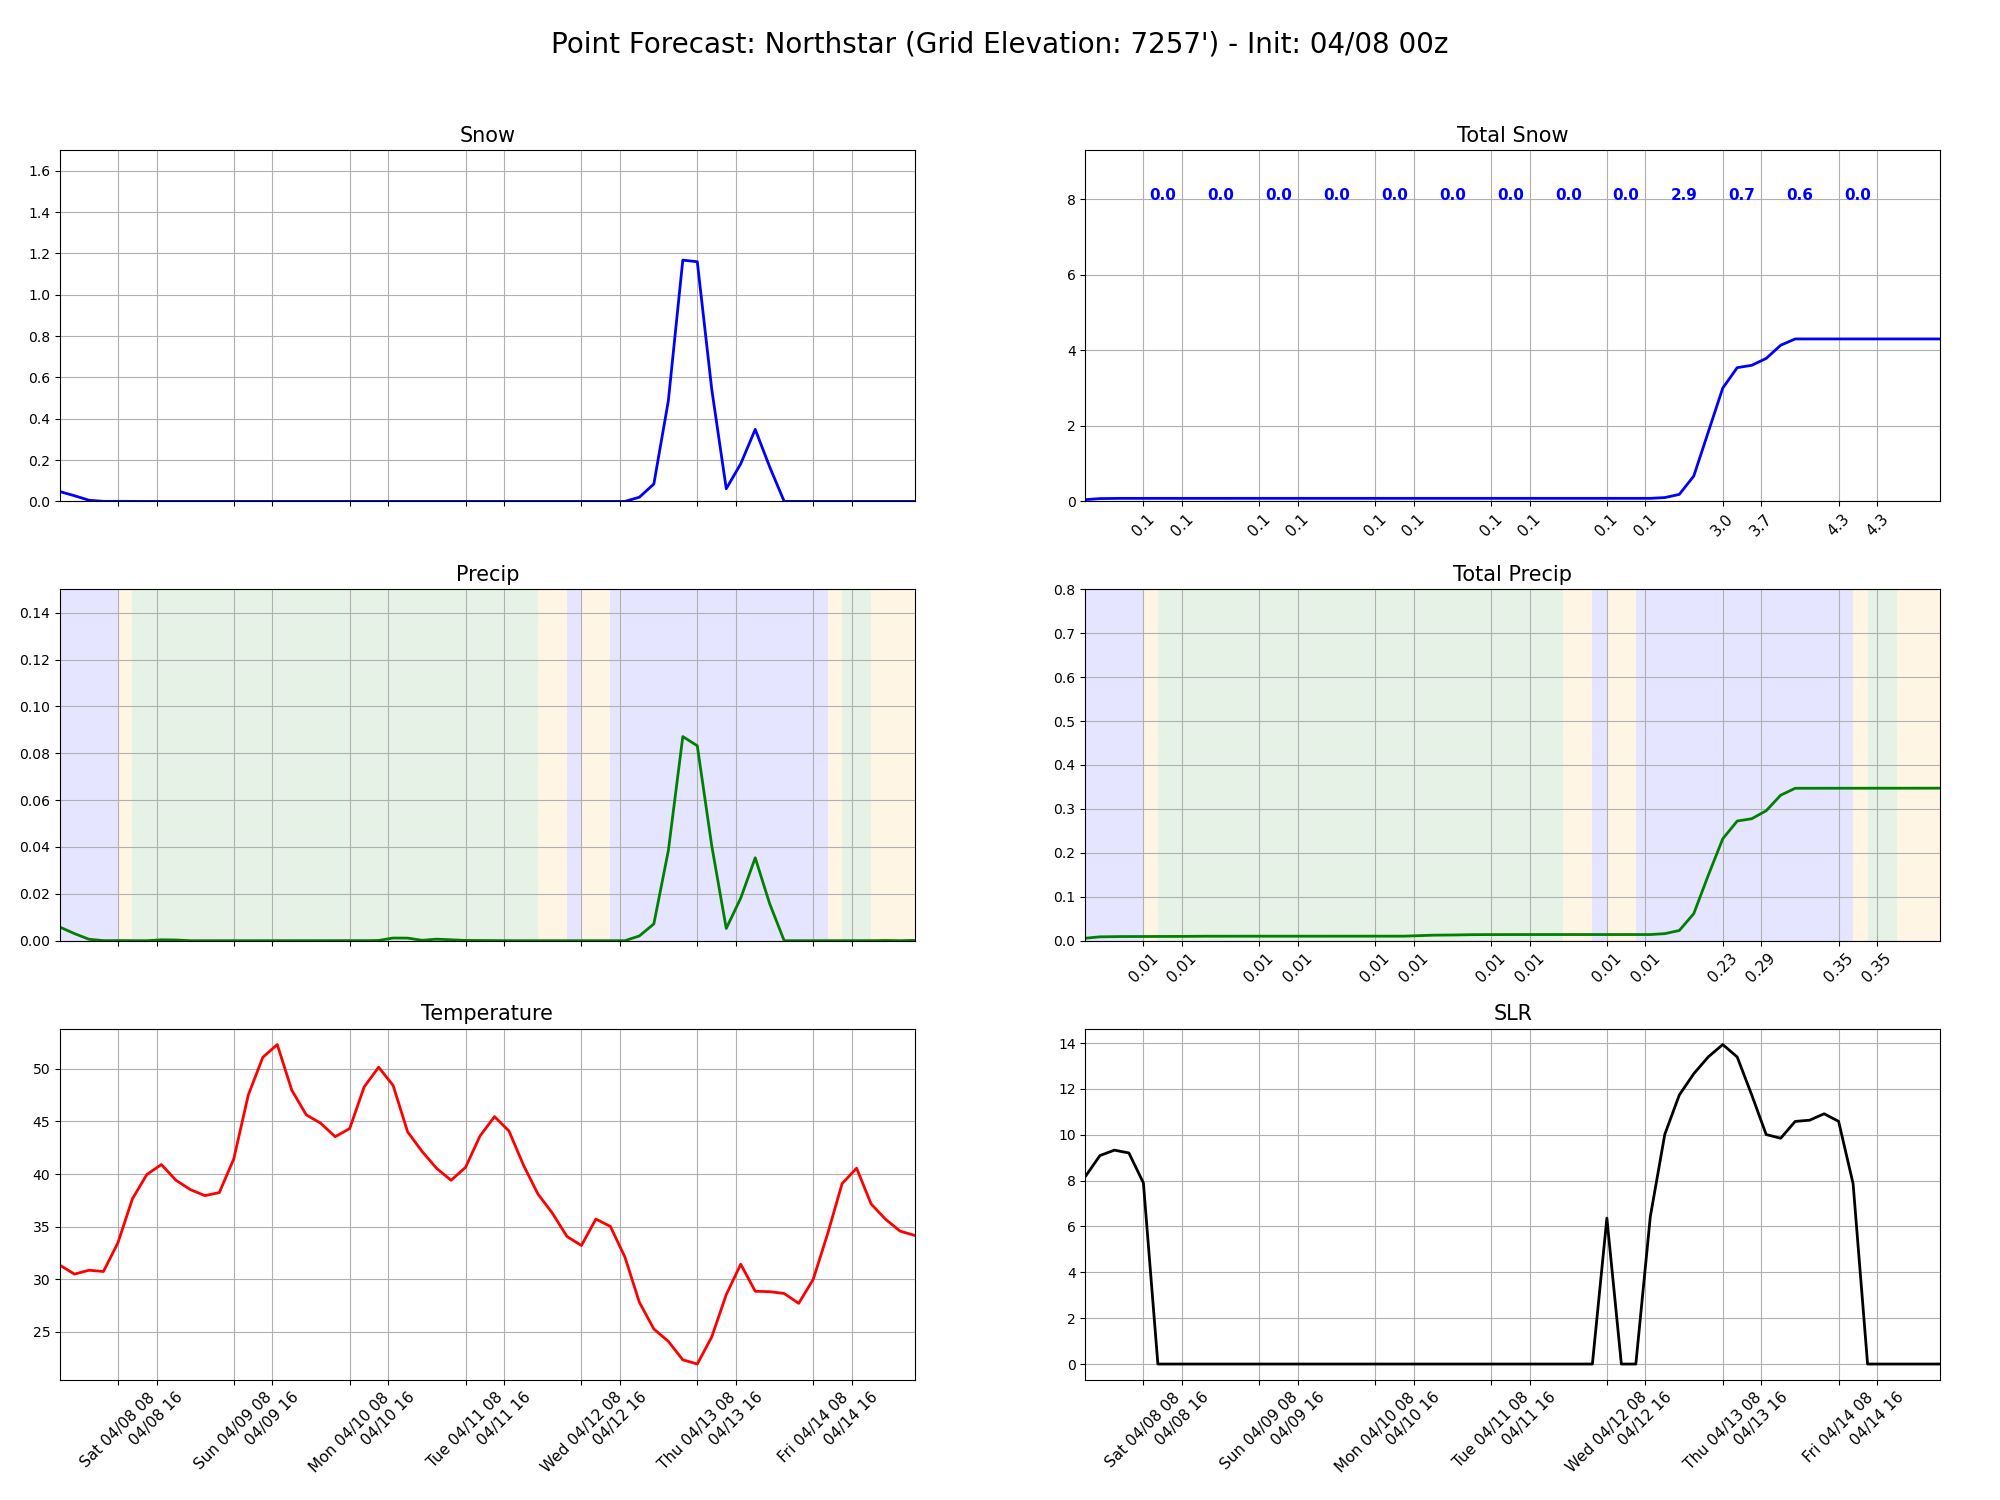 Point Forecast: Northstar (Grid Elevation: 7257') - Init: 04/08 00z
Snow
1.6
1.4
1.2
1.0
0.8
0.6
0.4
0.2
0.0
Total Snow
0.0 0.0 0.0 0.0 0.0 0.0 0.0 0.0 0.0 2.9 0.7 0.6 0.0
8
6
4
2
0
0.1 0.1 0.1 0.1 0.1 0.1 0.1 0.1 0.1 0.1 3.0 3.7 4.3 4.3
Precip
0.14
0.12
0.10
0.08
0.06
0.04
0.02
0.00
Total Precip
0.8
0.7
0.6
0.5
0.4
0.3
0.2
0.1
0.0
0.01 0.01 0.01 0.01 0.01 0.01 0.01 0.01 0.01 0.01 0.23 0.29 0.35 0.35
Temperature
50
45
40
35
30
25
Sat 04/08 08
04/08 16
Sun 04/09 08
04/09 16
Mon 04/10 08
04/10 16
Tue 04/11 08
04/11 16
Wed 04/12 08
04/12 16
Thu 04/13 08
04/13 16
Fri 04/14 08
04/14 16
SLR
14
12
10
8
6
4
2
0
Sat 04/08 08
04/08 16
Sun 04/09 08
04/09 16
Mon 04/10 08
04/10 16
Tue 04/11 08
04/11 16
Wed 04/12 08
04/12 16
Thu 04/13 08
04/13 16
Fri 04/14 08
04/14 16